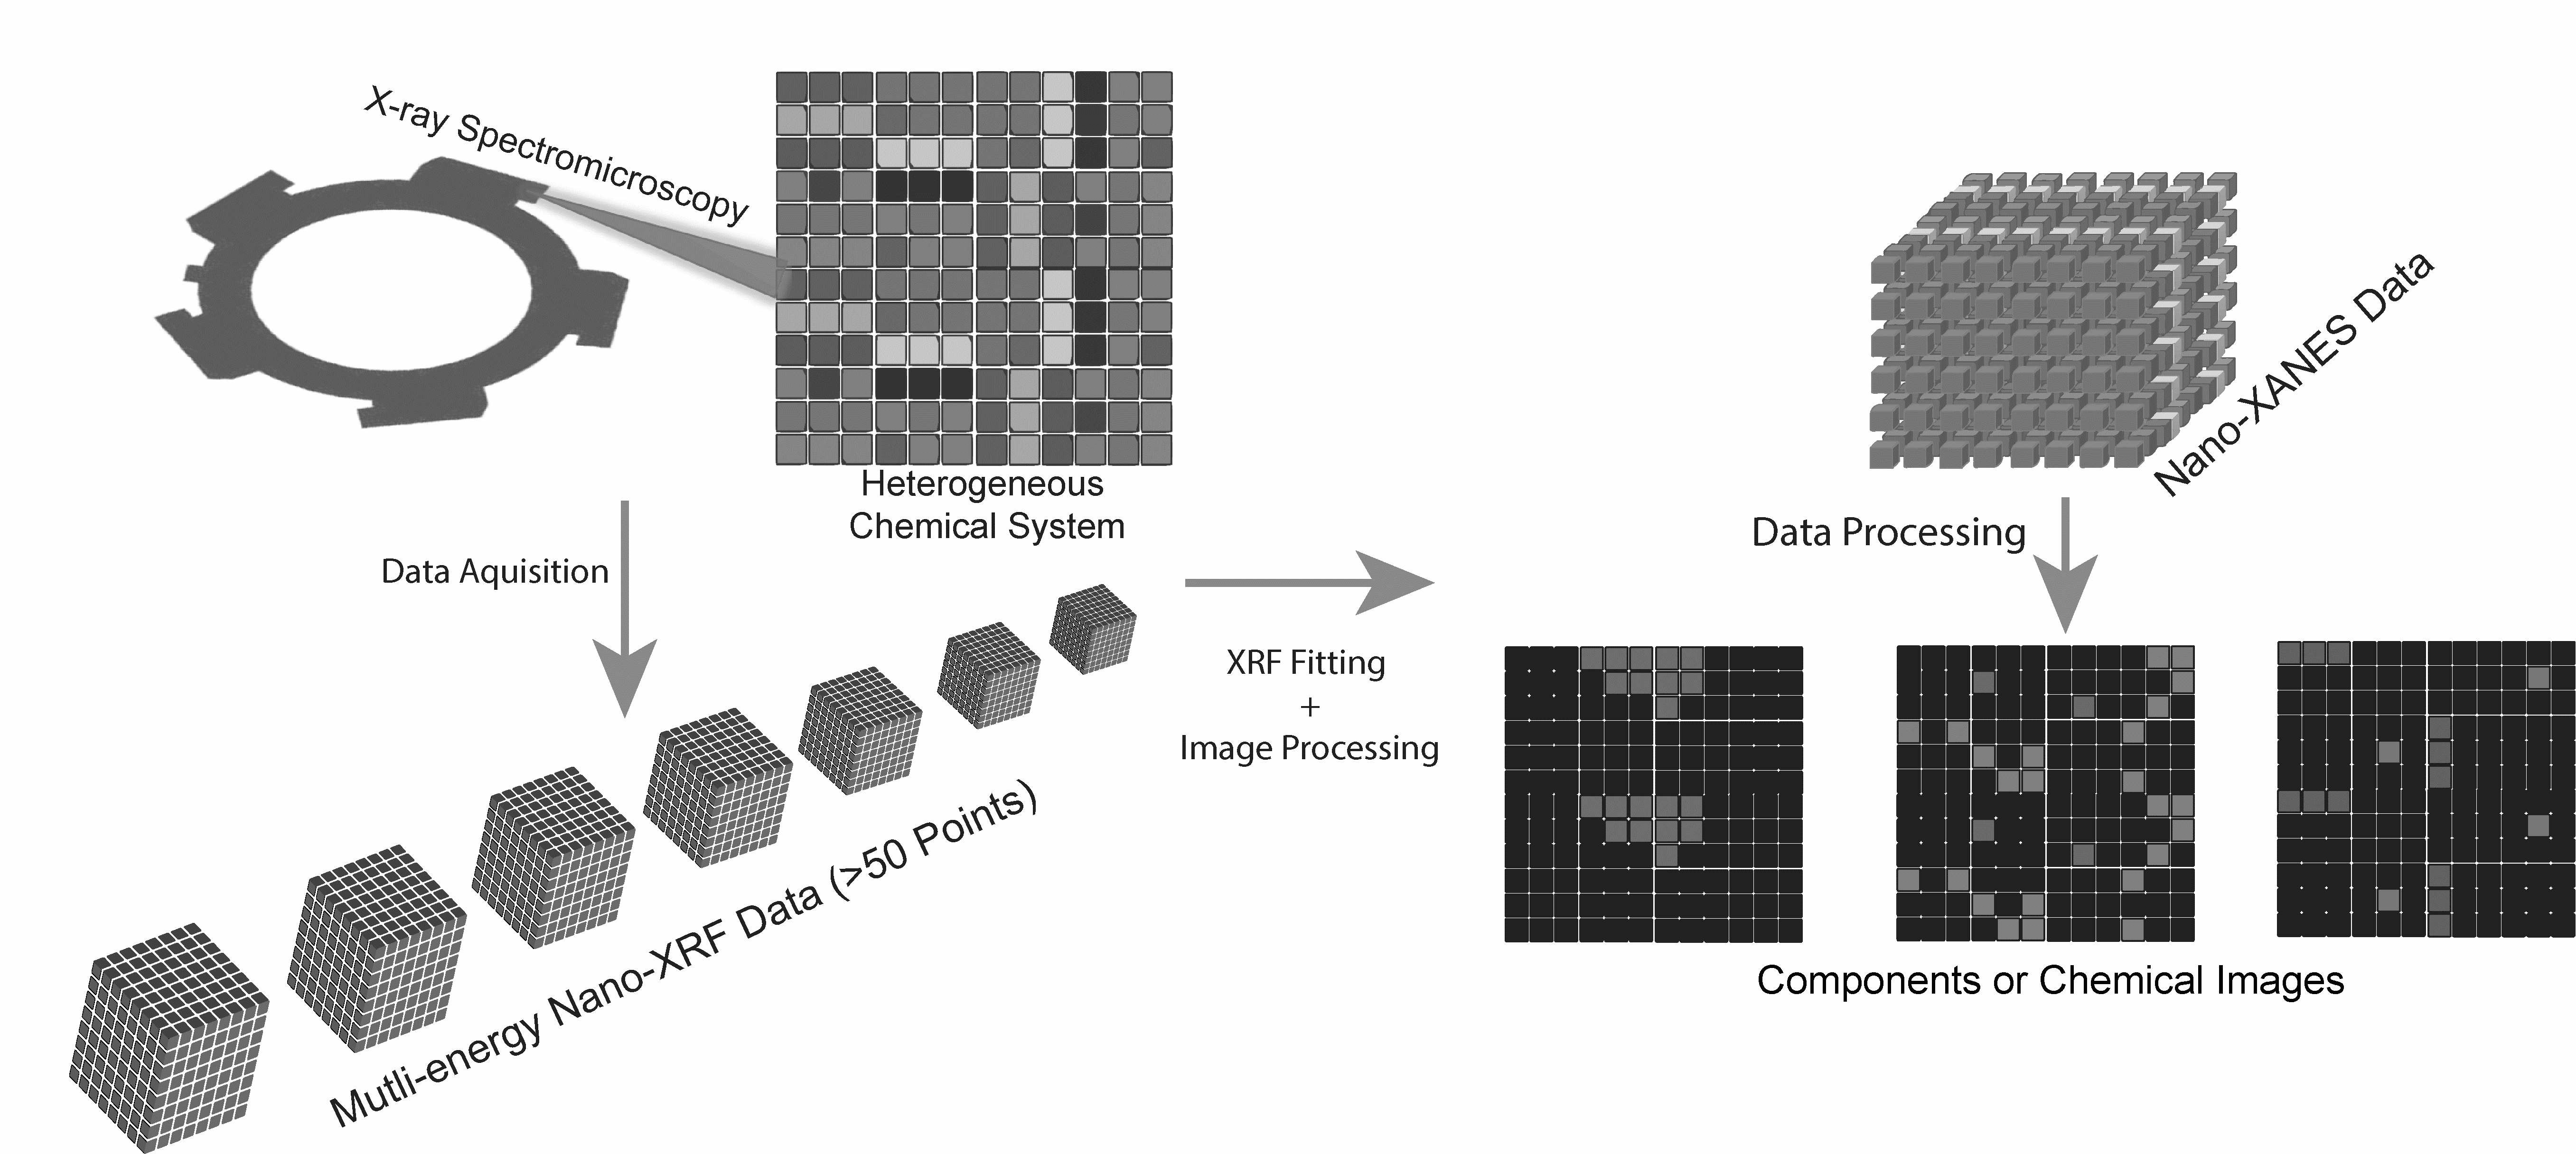 X-ray Spectromicroscopy
Heterogeneous
Chemical System
Data Aquisition
Mutli-energy Nano-XRF Data (>50 Points)
XRF Fitting
+
Image Processing
Nano-XANES Data
Data Processing
Components or Chemical Images